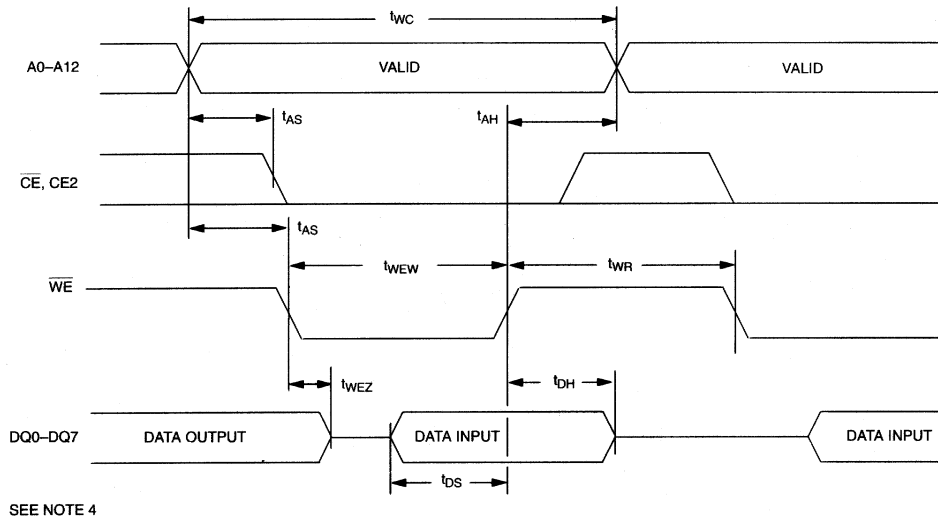 tWC
A0–A12 VALID VALID
tAS tAH
CE, CE2
tAS
tWEW tWR
WE
tWEZ tDH
DQ0–DQ7 DATA OUTPUT DATA INPUT DATA INPUT
tDS
SEE NOTE 4